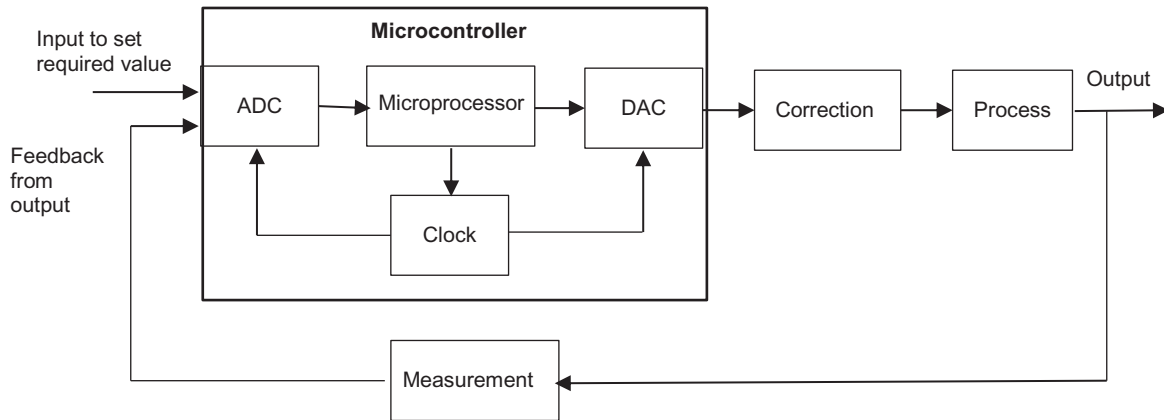 Microcontroller
Input to set
required value
ADC
Microprocessor
DAC
Correction
Process
Output
Feedback
from
output
Clock
Measurement